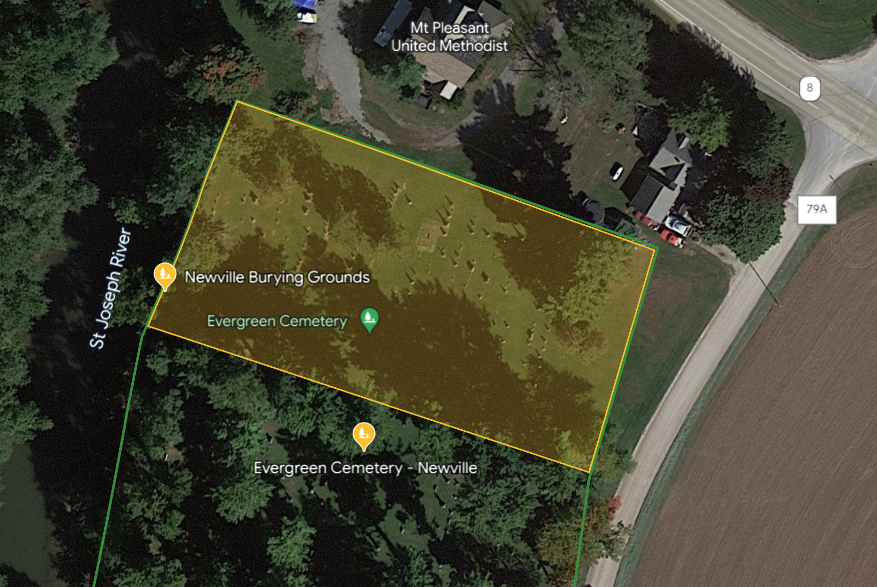 Mt Pleasant
United Methodist
8
79A
St Joseph River
Newville Burying Grounds
Evergreen Cemetery
Evergreen Cemetery - Newville